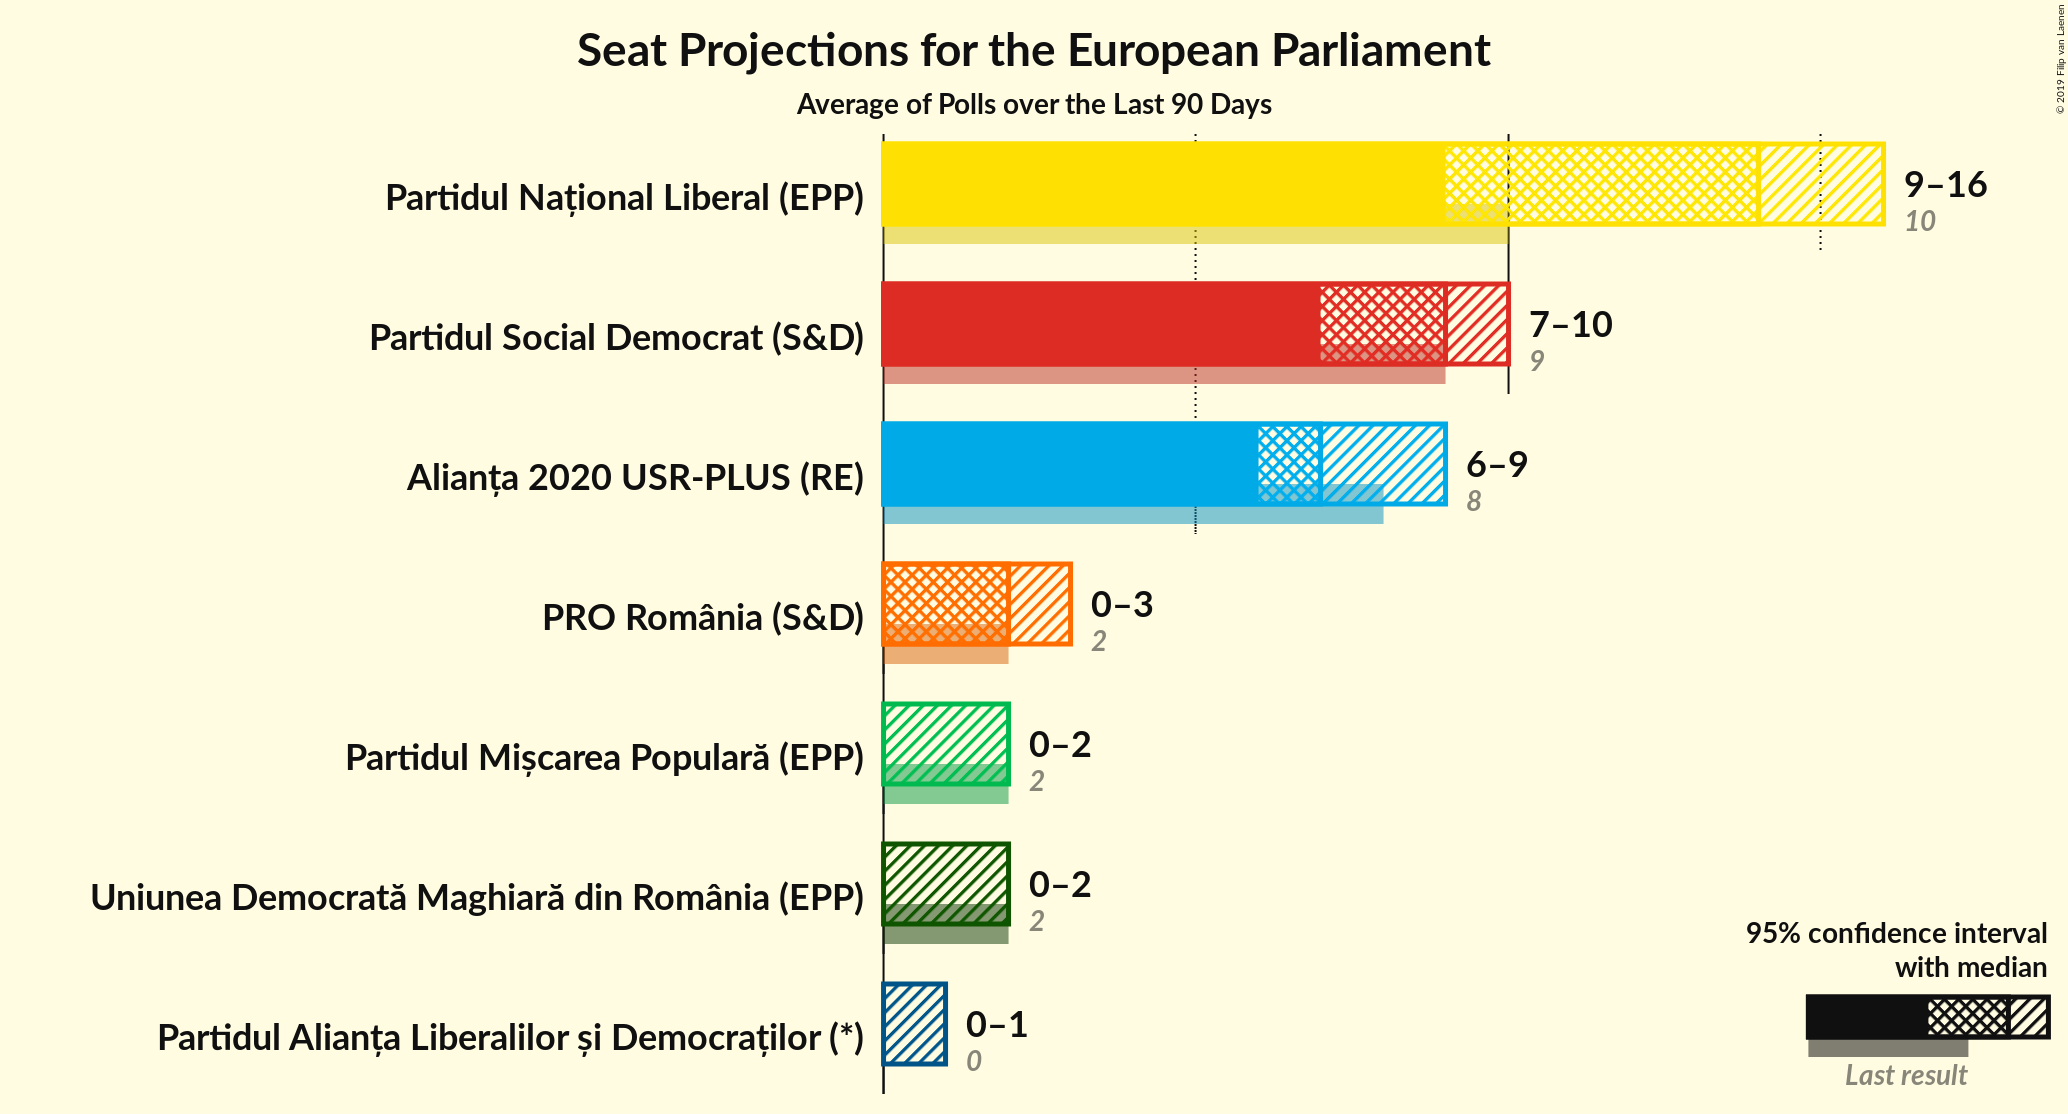 Seat Projections for the European Parliament
Average of Polls over the Last 90 Days
© 2019 Filip van Laenen
Partidul Național Liberal (EPP)
9–16
10
Partidul Social Democrat (S&D)
7–10
9
Alianța 2020 USR-PLUS (RE)
6–9
8
PRO România (S&D)
0–3
2
Partidul Mișcarea Populară (EPP)
0–2
2
Uniunea Democrată Maghiară din România (EPP)
0–2
2
Partidul Alianța Liberalilor și Democraților (*)
0–1
0
95% confidence interval
with median
Last result